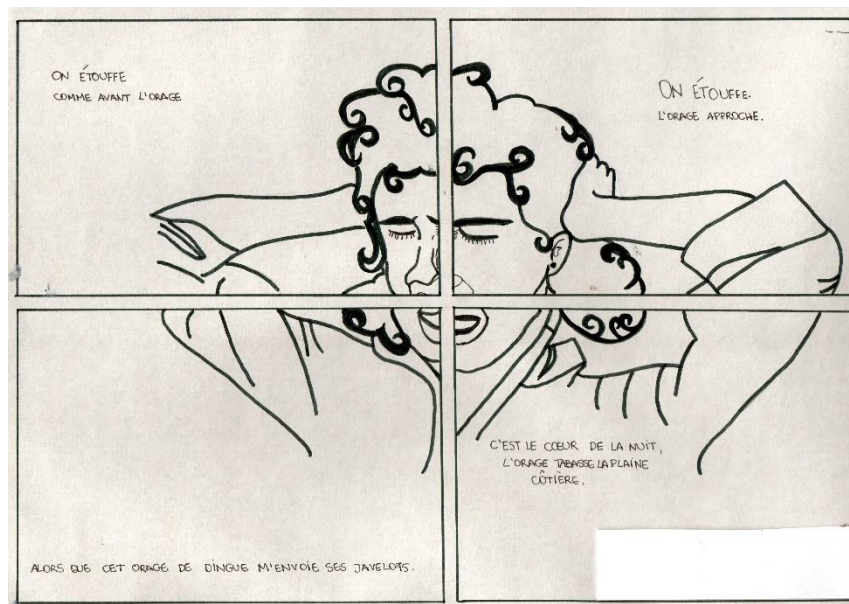 ON ÉTOUFFE
COMME AVANT L'ORAGE
ON ÉTOUFFE.
L'ORAGE APPROCHE.
ALORS QUE CET ORAGE DE DINGUE M'ENVOIE SES JAVELOTS.
C'EST LE CŒUR DE LA NUIT,
L'ORAGE TABASSE LA PLAINE
CÔTIÈRE.